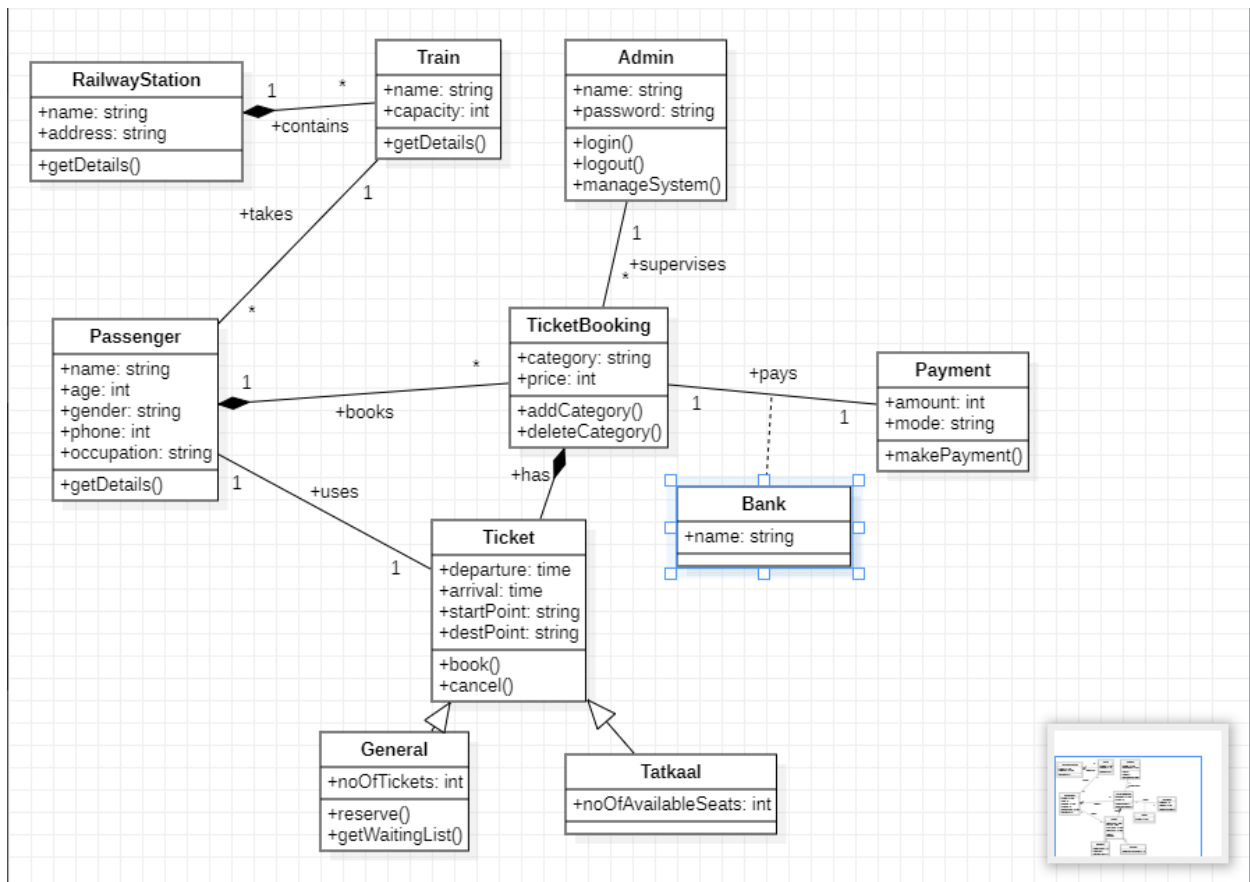 RailwayStation
+name: string
+address: string
+getDetails()
1
*
+contains
Train
+name: string
+capacity: int
+getDetails()
Admin
+name: string
+password: string
+login()
+logout()
+manageSystem()
1
+takes
*
1
+supervises
*
Passenger
+name: string
+age: int
+gender: string
+phone: int
+occupation: string
+getDetails()
1
*
+books
TicketBooking
+category: string
+price: int
+addCategory()
+deleteCategory()
+pays
1
1
Payment
+amount: int
+mode: string
+makePayment()
+has
1
+uses
1
Bank
+name: string
Ticket
+departure: time
+arrival: time
+startPoint: string
+destPoint: string
+book()
+cancel()
General
+noOfTickets: int
+reserve()
+getWaitingList()
Tatkaal
+noOfAvailableSeats: int